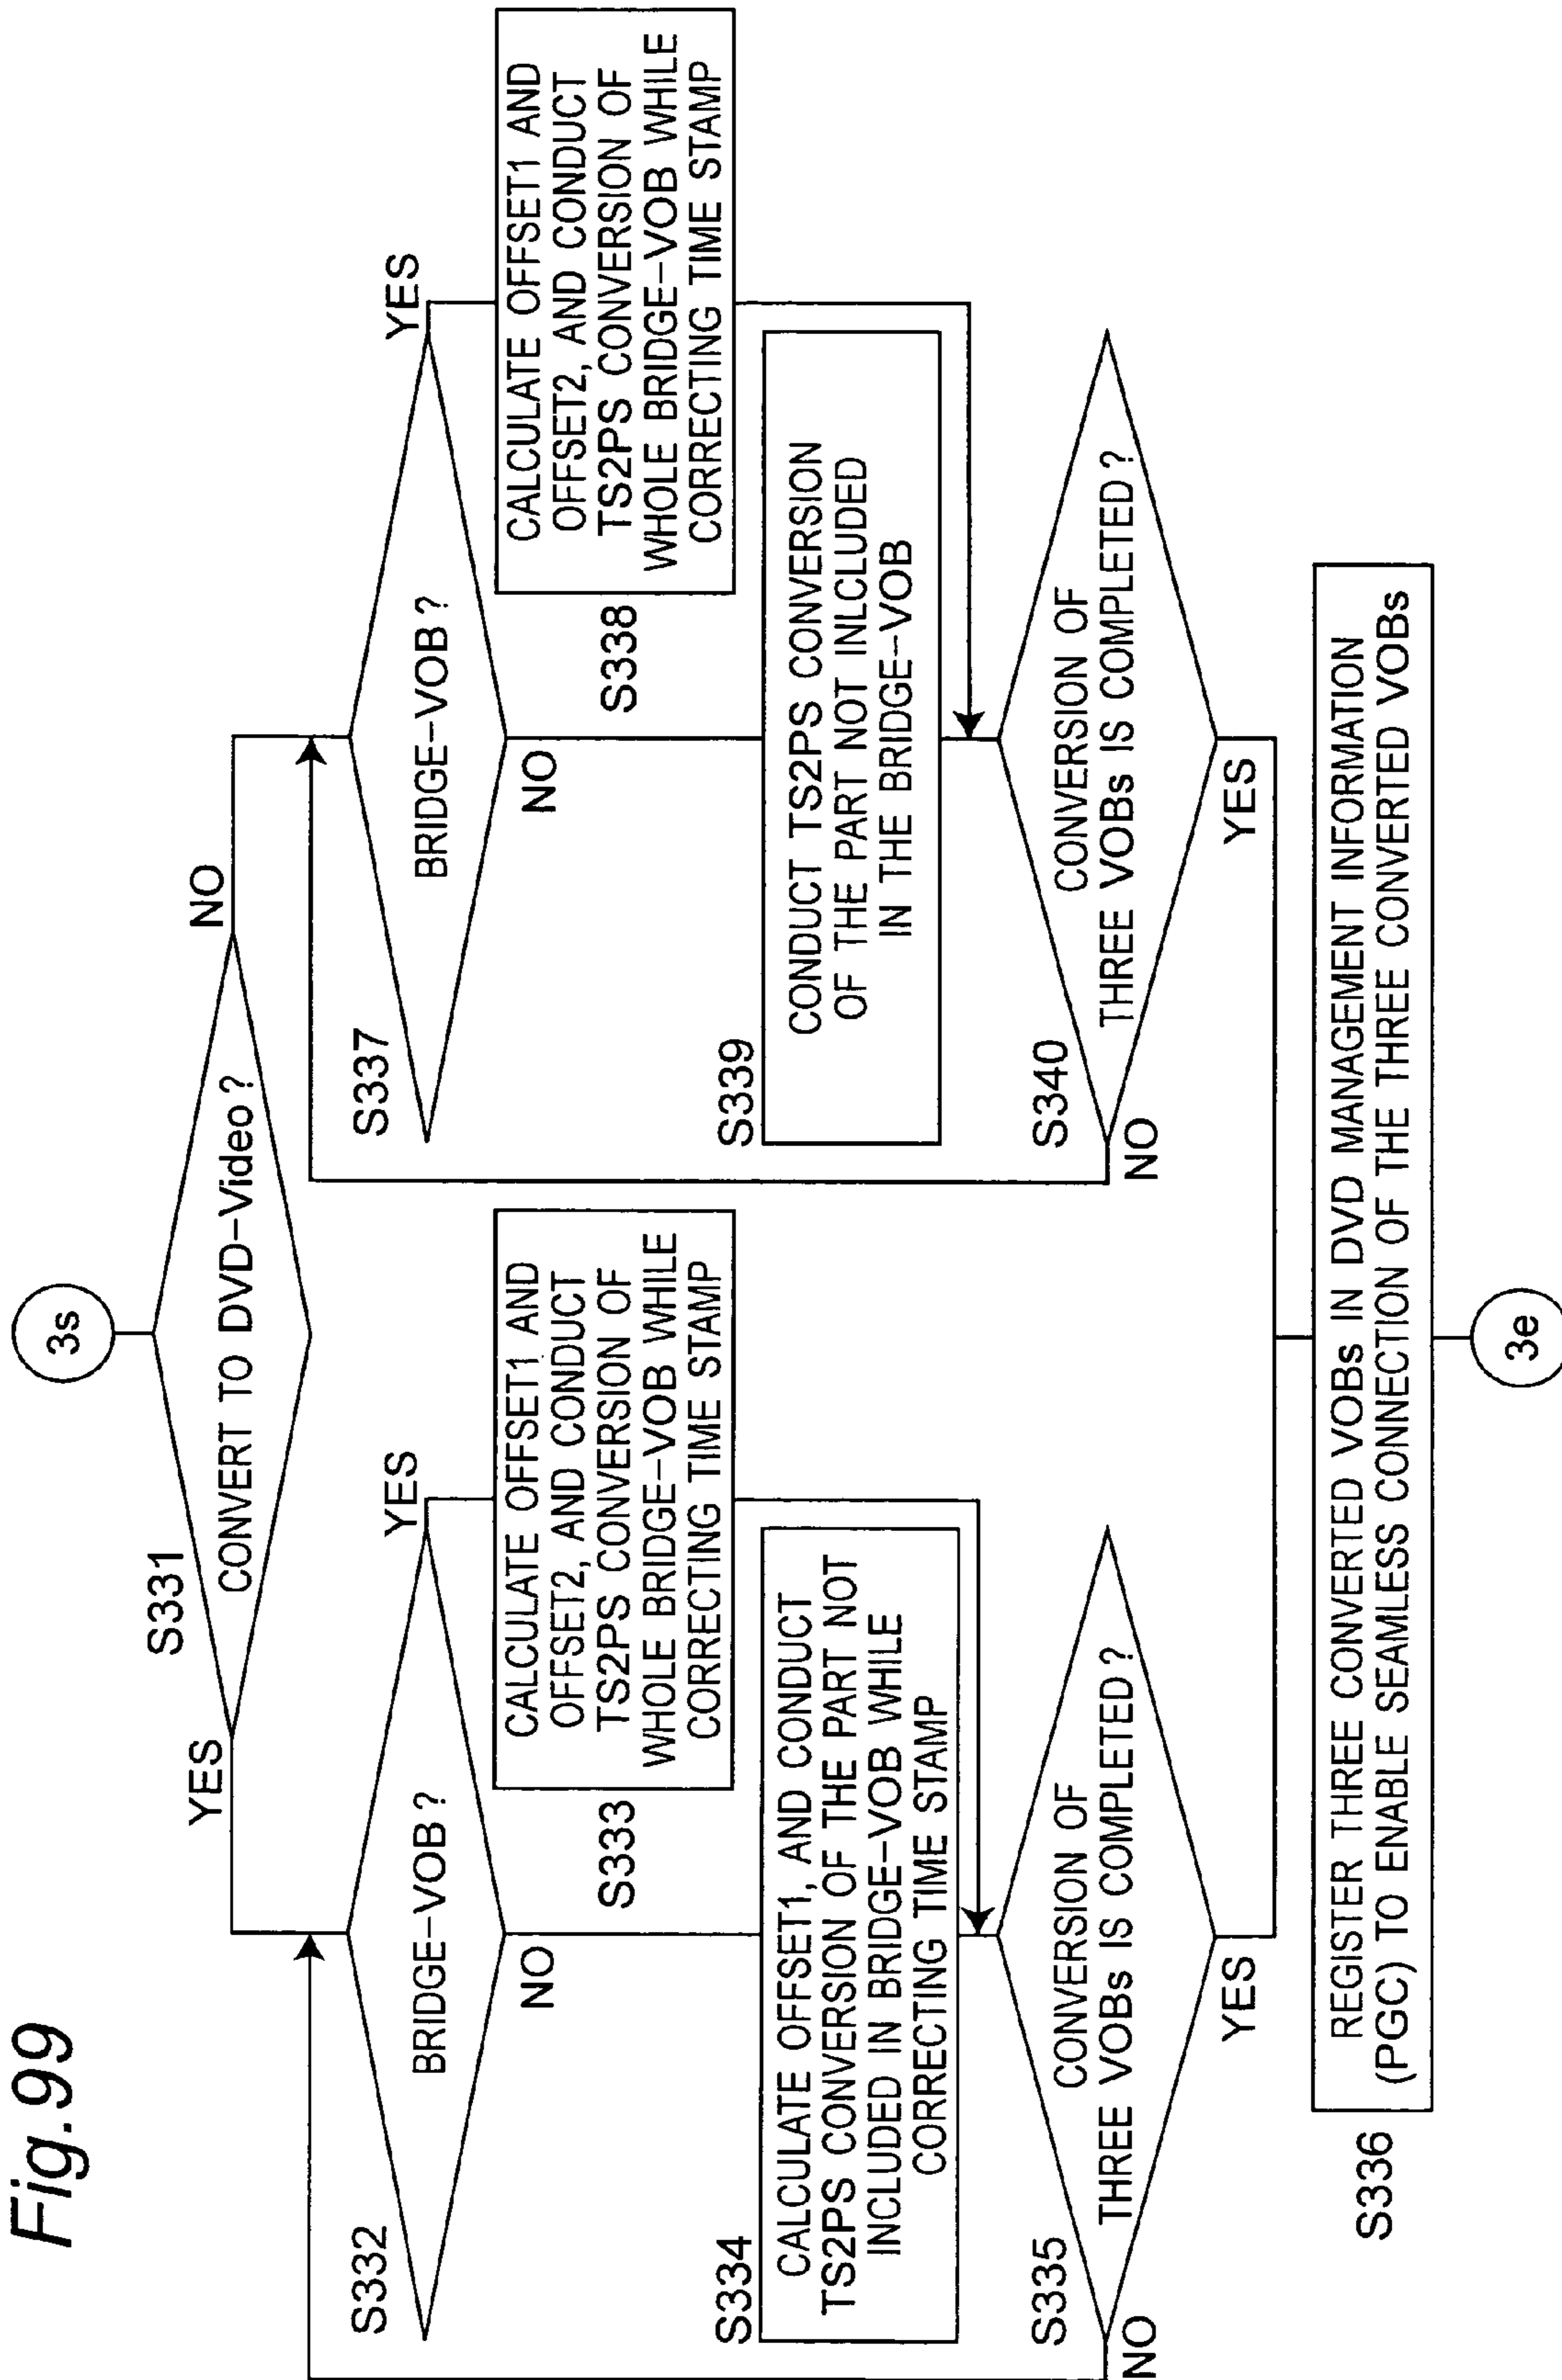 Fig.99
3s
S331
CONVERT TO DVD-Video?
YES
NO
S332
BRIDGE-VOB?
YES
NO
S333
CALCULATE OFFSET1 AND
OFFSET2, AND CONDUCT
TS2PS CONVERSION OF
WHOLE BRIDGE-VOB WHILE
CORRECTING TIME STAMP
S334
CALCULATE OFFSET1, AND CONDUCT
TS2PS CONVERSION OF THE PART NOT
INCLUDED IN BRIDGE-VOB WHILE
CORRECTING TIME STAMP
S335
CONVERSION OF
THREE VOBs IS COMPLETED?
NO
YES
S337
BRIDGE-VOB?
YES
NO
S338
CALCULATE OFFSET1 AND
OFFSET2, AND CONDUCT
TS2PS CONVERSION OF
WHOLE BRIDGE-VOB WHILE
CORRECTING TIME STAMP
S339
CONDUCT TS2PS CONVERSION
OF THE PART NOT INLCLUDED
IN THE BRIDGE-VOB
S340
CONVERSION OF
THREE VOBs IS COMPLETED?
NO
YES
S336
REGISTER THREE CONVERTED VOBs IN DVD MANAGEMENT INFORMATION
(PGC) TO ENABLE SEAMLESS CONNECTION OF THE THREE CONVERTED VOBs
3e